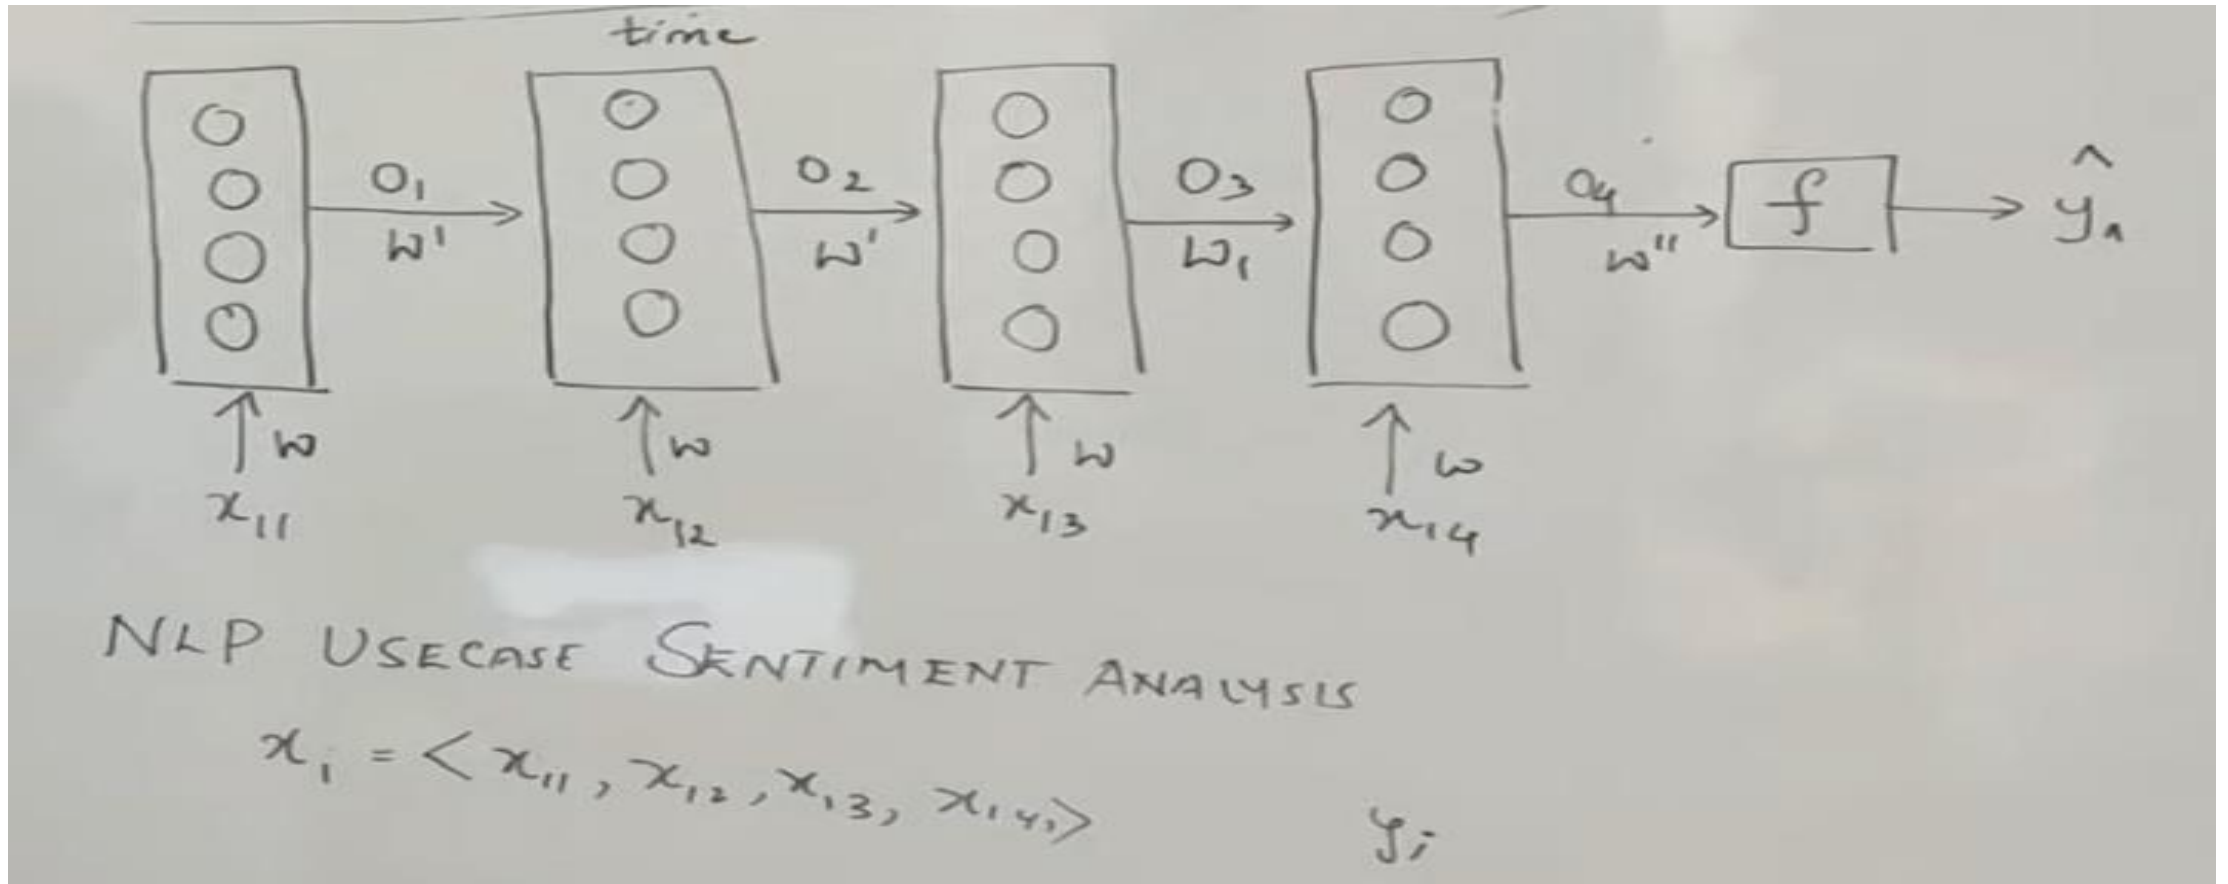 time
O₁ O₂ O₃ O₄ f ŷ₁
w' w' w₁ w''
w w w w
x₁₁ x₁₂ x₁₃ x₁₄
NLP USECASE SENTIMENT ANALYSIS
x₁ = < x₁₁, x₁₂, x₁₃, x₁₄, > yᵢ